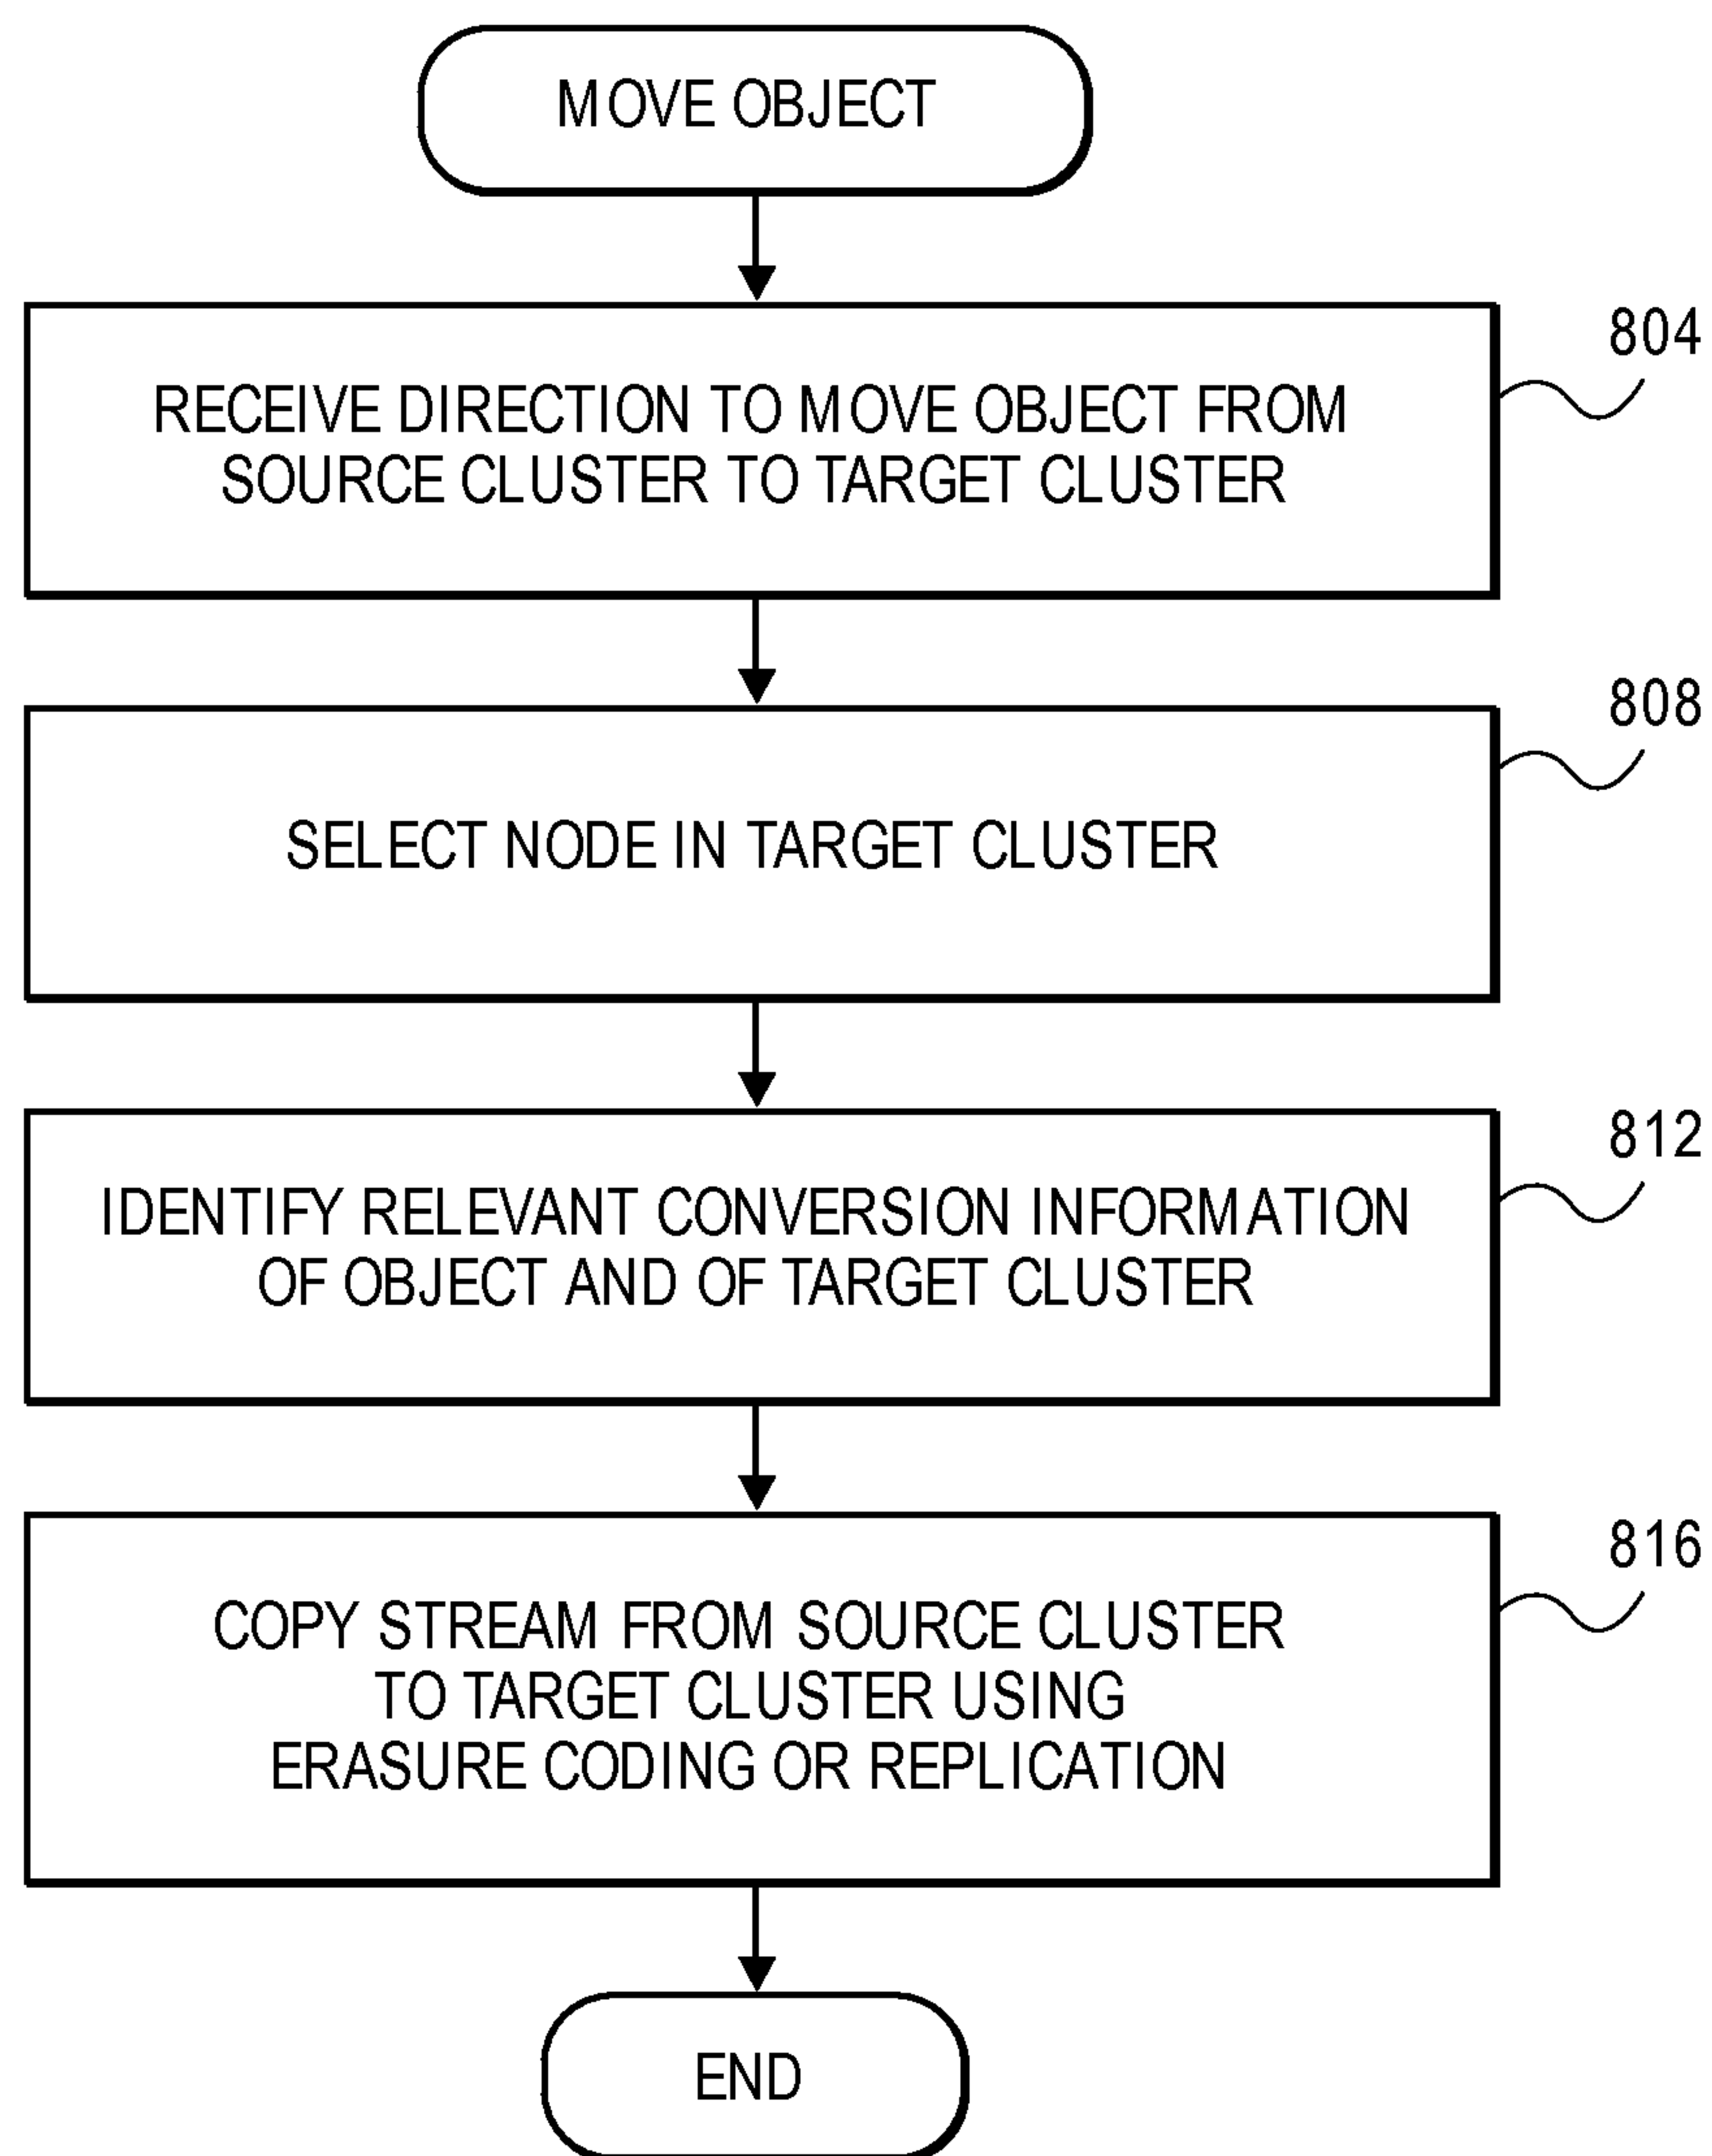 MOVE OBJECT
804
RECEIVE DIRECTION TO MOVE OBJECT FROM
SOURCE CLUSTER TO TARGET CLUSTER
808
SELECT NODE IN TARGET CLUSTER
812
IDENTIFY RELEVANT CONVERSION INFORMATION
OF OBJECT AND OF TARGET CLUSTER
816
COPY STREAM FROM SOURCE CLUSTER
TO TARGET CLUSTER USING
ERASURE CODING OR REPLICATION
END